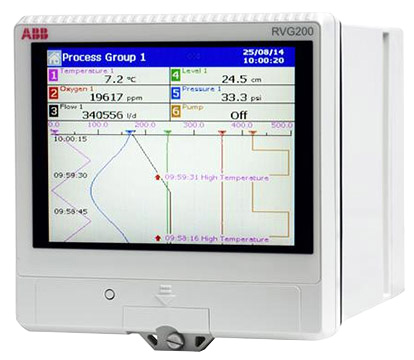 ABB
RVG200
Process Group 1
25/08/14
10:00:20
1 Temperature 1
7.2 °C
4 Level 1
24.5 cm
2 Oxygen 1
19617 ppm
5 Pressure 1
33.3 psi
3 Flow 1
340556 l/d
6 Pump
Off
0.0 100.0 200.0 300.0 400.0 500.0
10:00:15
09:59:30
09:59:31 High Temperature
09:58:45
09:58:16 High Temperature